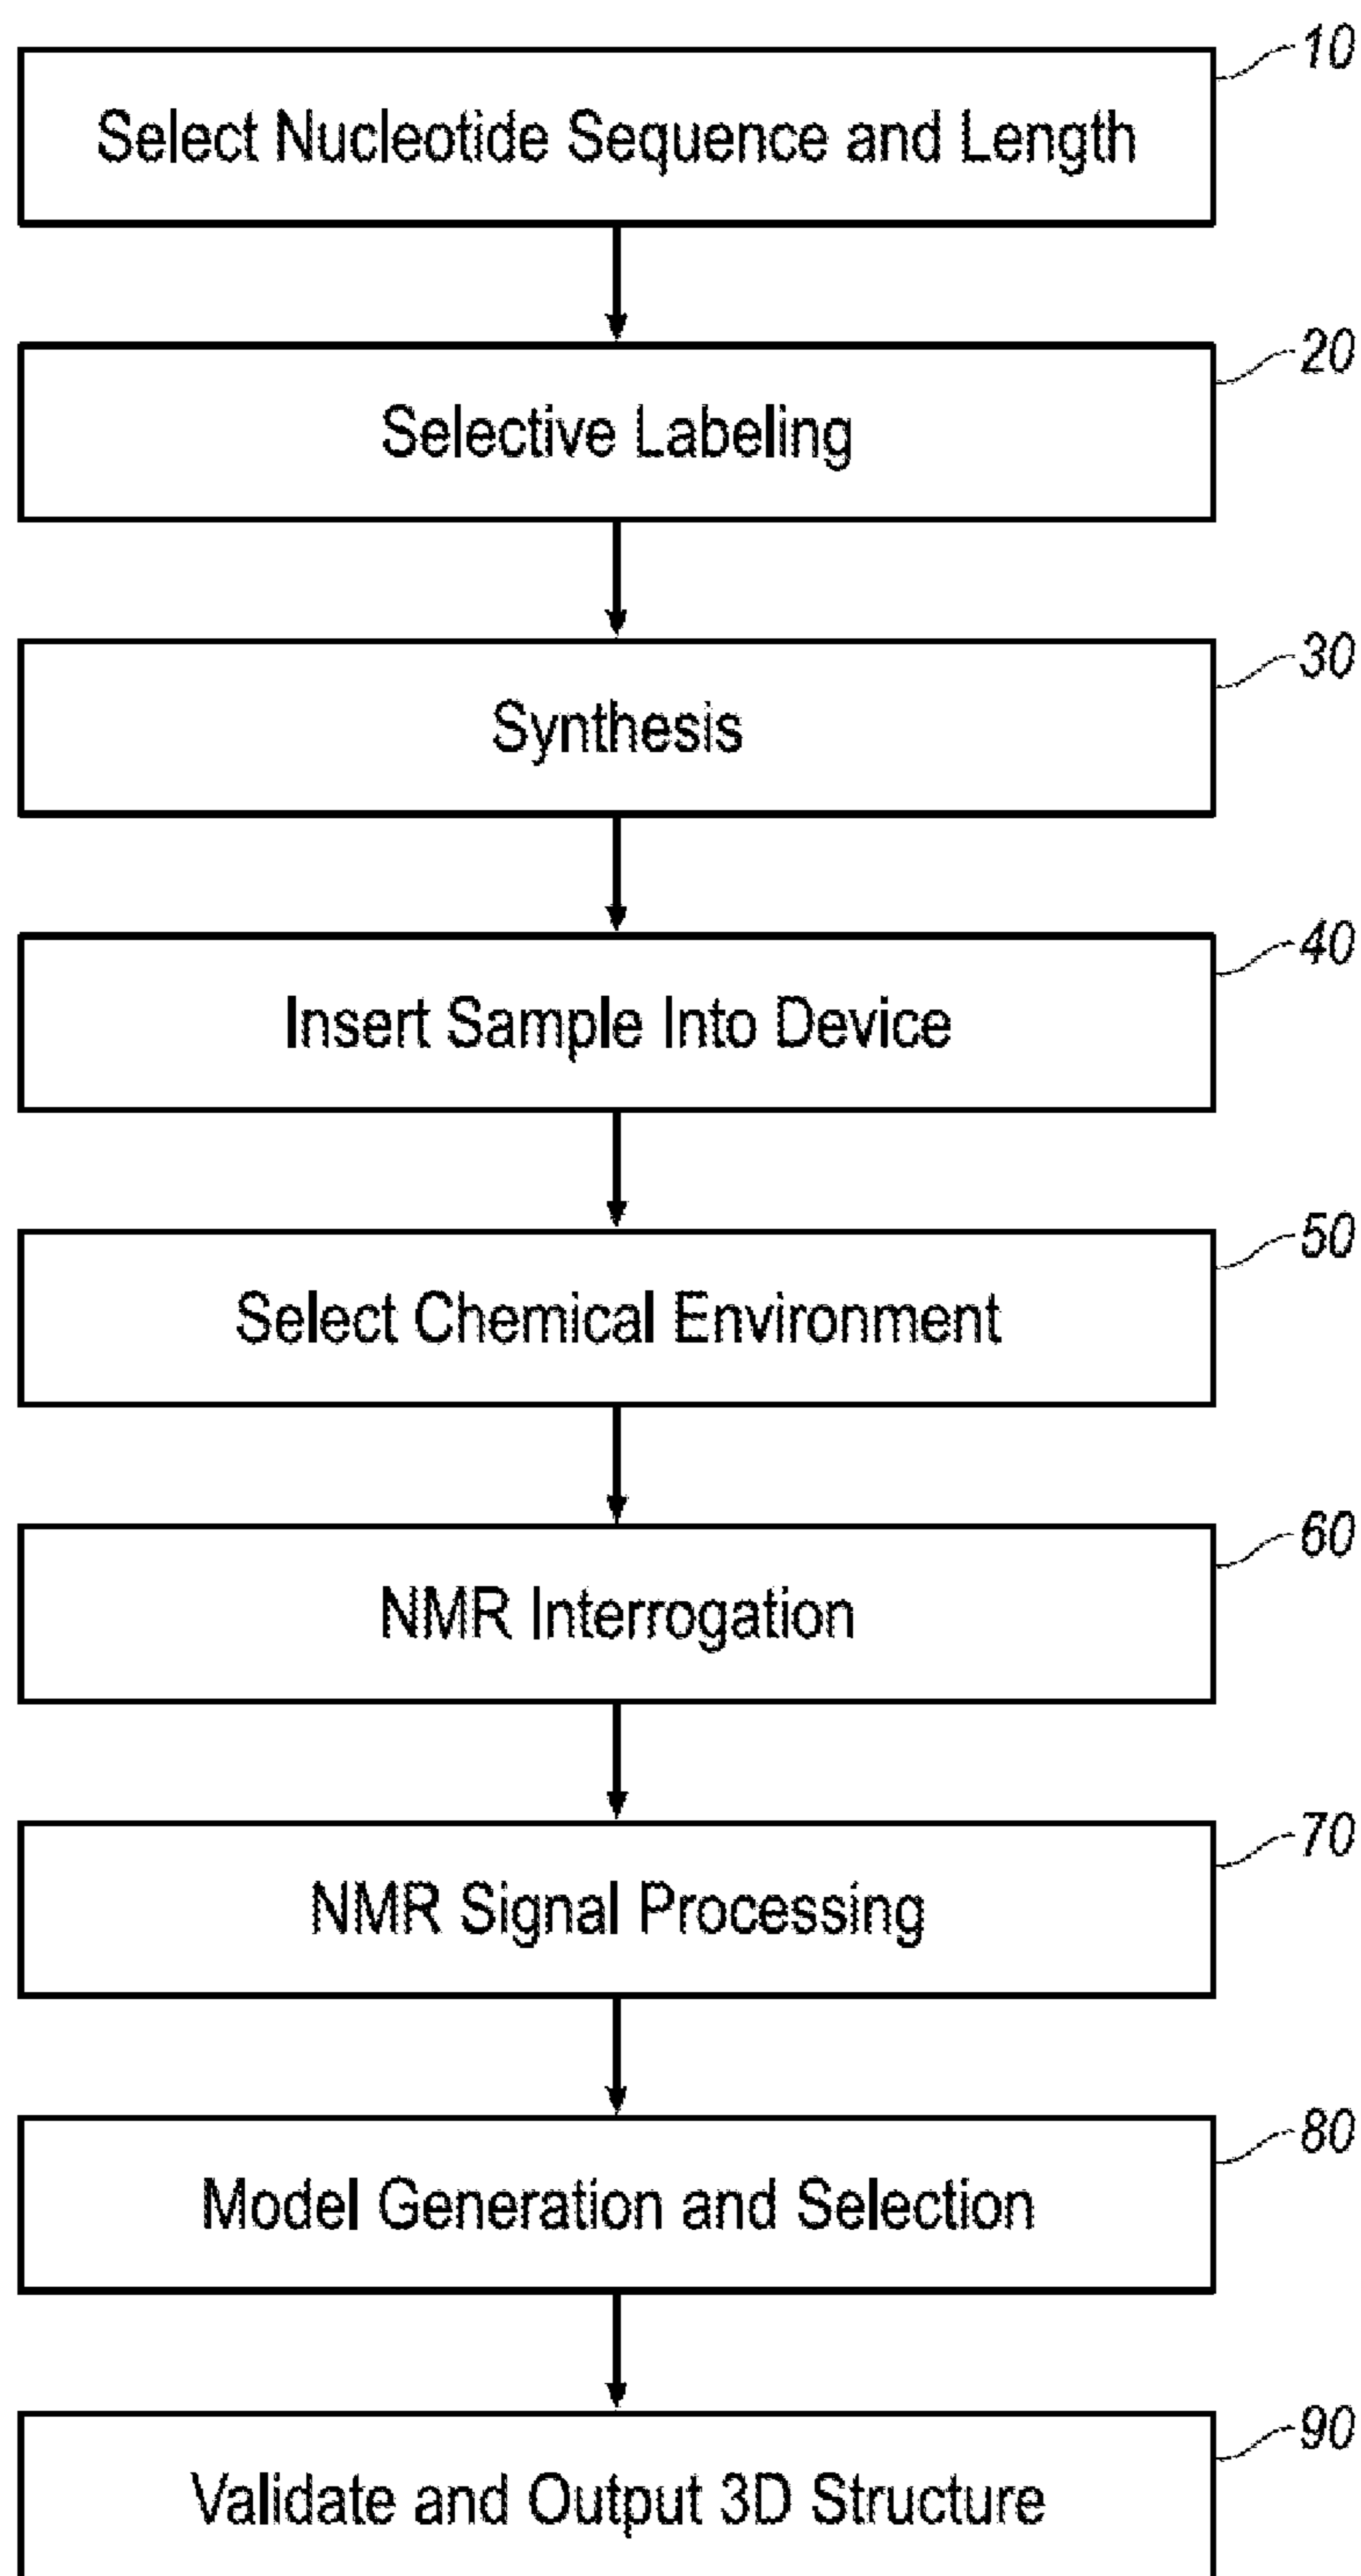 10
Select Nucleotide Sequence and Length
20
Selective Labeling
30
Synthesis
40
Insert Sample Into Device
50
Select Chemical Environment
60
NMR Interrogation
70
NMR Signal Processing
80
Model Generation and Selection
90
Validate and Output 3D Structure